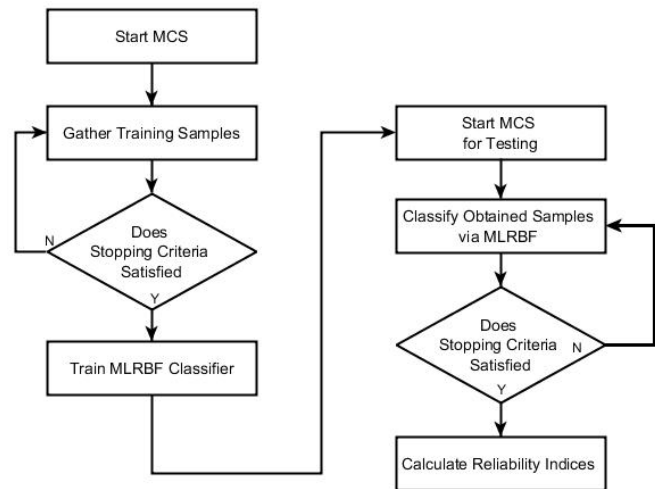 Start MCS
Gather Training Samples
N
Does
Stopping Criteria
Satisfied
Y
Train MLRBF Classifier
Start MCS
for Testing
Classify Obtained Samples
via MLRBF
Does
Stopping Criteria
Satisfied
N
Y
Calculate Reliability Indices